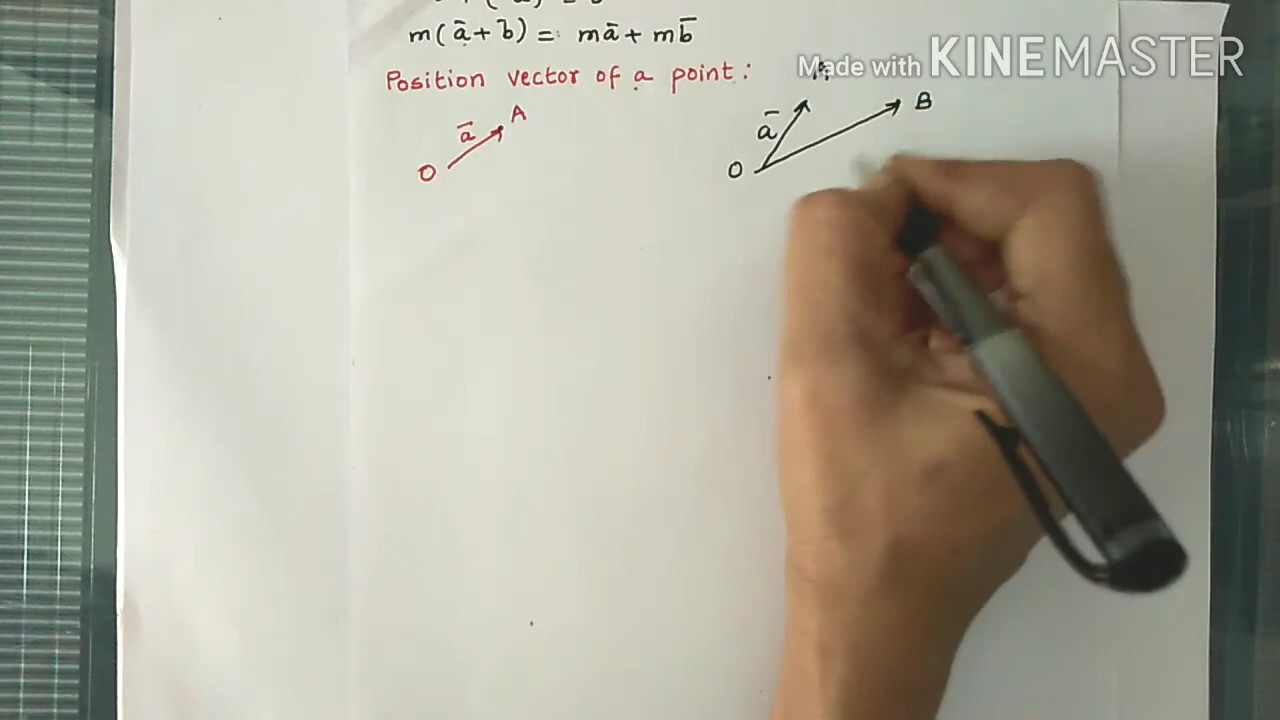 m(ā+b) = mā + mb̄
Position vector of a point:
Made with KINEMASTER
A
ā
O
A
B
ā
O